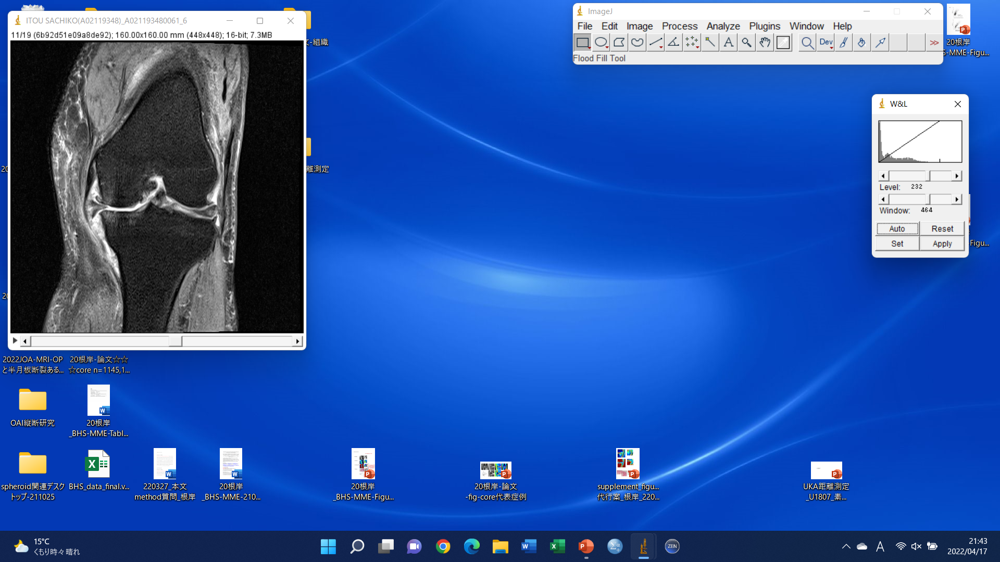 ITOU SACHIKO(A02119348)_A021193480061_6
11/19 (6b92d51e09a8de92); 160.00x160.00 mm (448x448); 16-bit; 7.3MB
ImageJ
File Edit Image Process Analyze Plugins Window Help
Dev
>>
Flood Fill Tool
20根岸
S-MME-Figu...
-組織
離測定
W&L
Level: 232
Window: 464
Auto Reset
Set Apply
Figu...
2022JOA-MRI-OP
と半月板断裂ある...
20根岸-論文☆☆
☆core n=1145,1...
OAI縦断研究
20根岸
_BHS-MME-Tabl...
spheroid関連デスク
トップ-211025
BHS_data_final.v...
220327_本文
method質問_根岸
20根岸
_BHS-MME-210...
20根岸
_BHS-MME-Figu...
20根岸-論文
-fig-core代表症例
supplement_figu...
代行案_根岸_220...
UKA距離測定
_U1807_素...
15°C
くもり時々晴れ
ZEN
A
21:43
2022/04/17